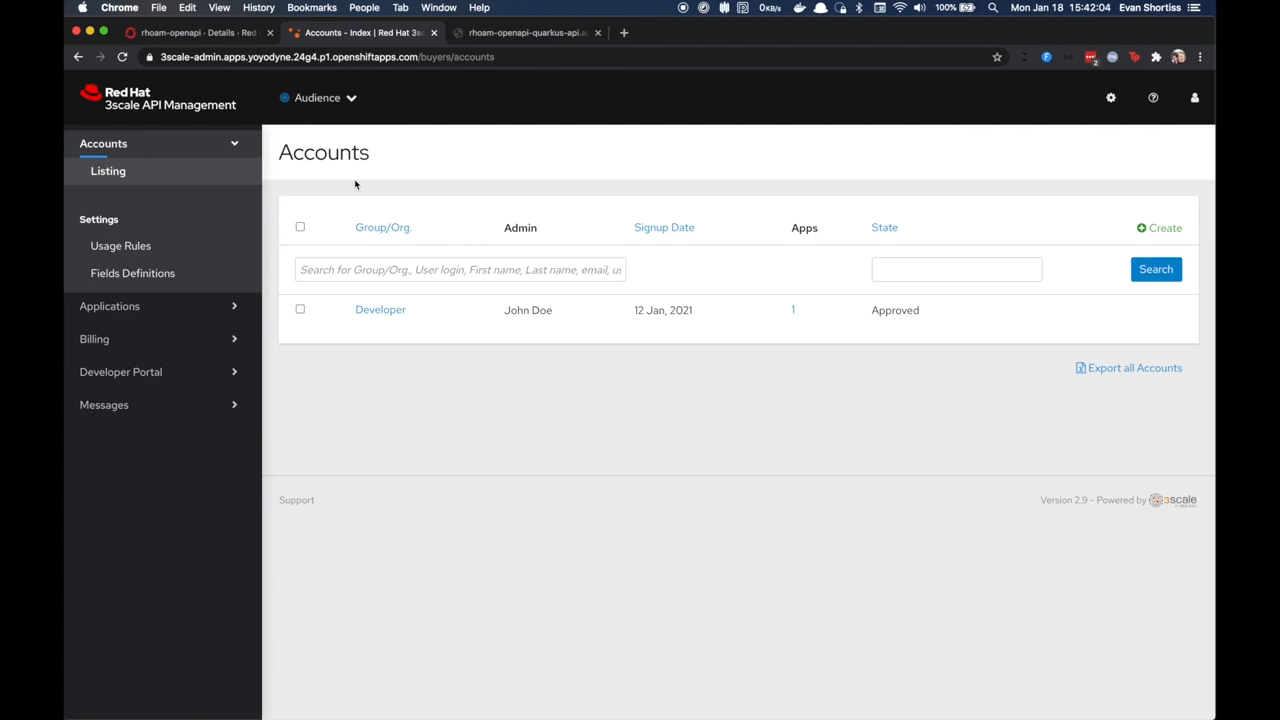 Chrome File Edit View History Bookmarks People Tab Window Help 0KB/s 100% Mon Jan 18 15:42:04 Evan Shortiss
rhoam-openapi · Details · Red
Accounts - Index | Red Hat 3sc
rhoam-openapi-quarkus-api.ap
3scale-admin.apps.yoyodyne.24g4.p1.openshiftapps.com/buyers/accounts
Red Hat
3scale API Management
Audience
Accounts
Listing
Settings
Usage Rules
Fields Definitions
Applications
Billing
Developer Portal
Messages
Accounts
Group/Org. Admin Signup Date Apps State Create
Search for Group/Org., User login, First name, Last name, email, us Search
Developer John Doe 12 Jan, 2021 1 Approved
Export all Accounts
Support Version 2.9 - Powered by 3scale